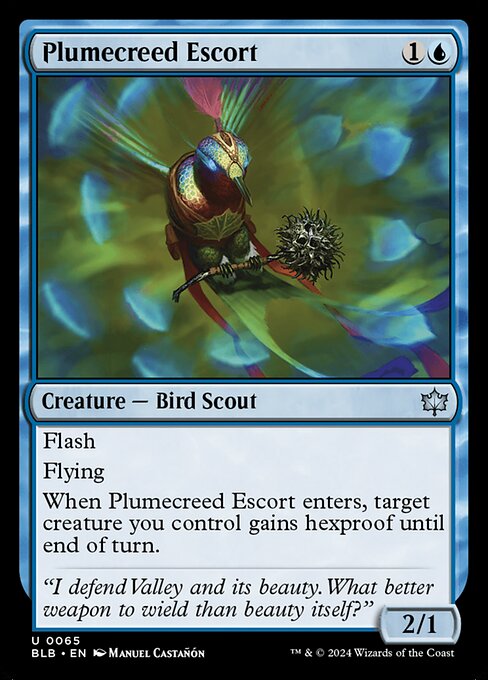 Plumecreed Escort 1
Creature — Bird Scout
Flash
Flying
When Plumecreed Escort enters, target
creature you control gains hexproof until
end of turn.
“I defend Valley and its beauty. What better
weapon to wield than beauty itself?”
2/1
U 0065
BLB • EN Manuel Castañón
™ & © 2024 Wizards of the Coast